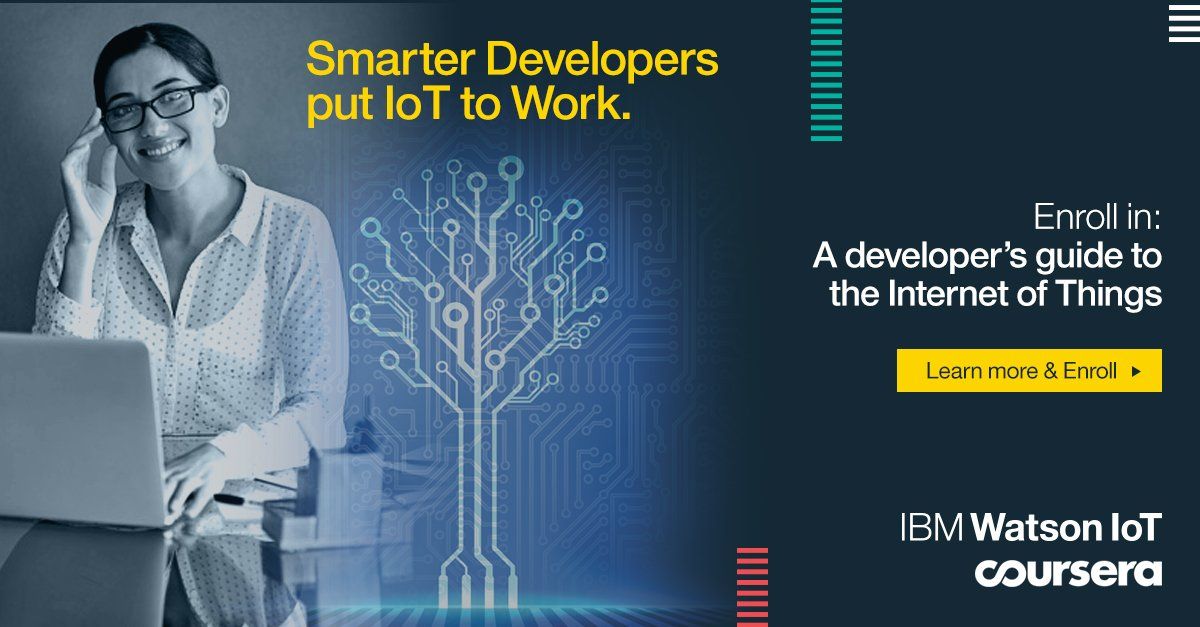 Smarter Developers
put IoT to Work.
Enroll in:
A developer's guide to
the Internet of Things
Learn more & Enroll
IBM Watson IoT
coursera